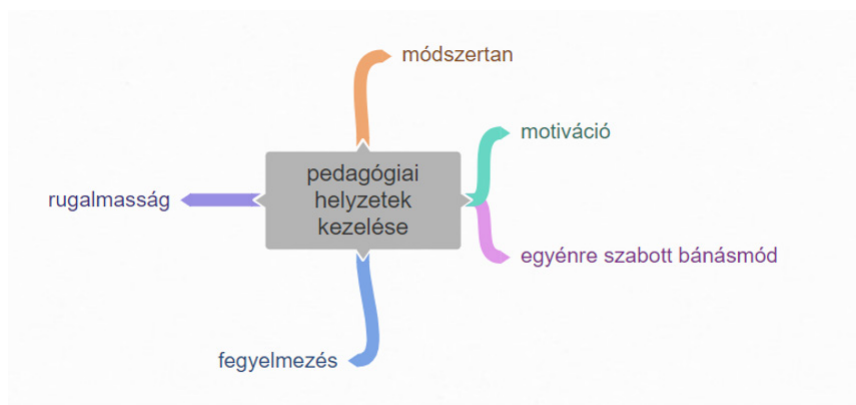 módszertan
motiváció
pedagógiai
helyzetek
kezelése
rugalmasság
egyénre szabott bánásmód
fegyelmezés